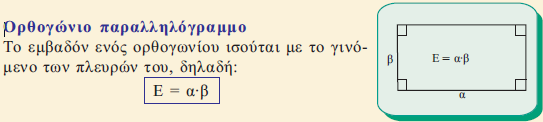 Ορθογώνιο παραλληλόγραμμο
Το εμβαδόν ενός ορθογωνίου ισούται με το γινό-
μενο των πλευρών του, δηλαδή:
Ε = α·β
β
Ε = α·β
α